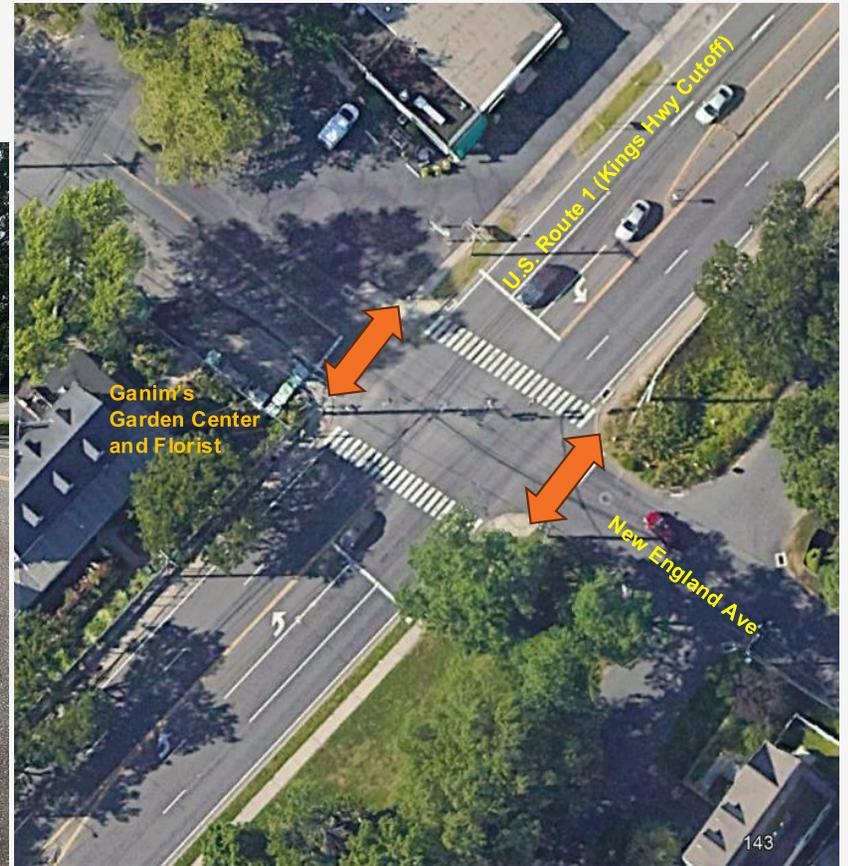 U.S. Route 1 (Kings Hwy Cutoff)
Ganim's
Garden Center
and Florist
New England Ave
143